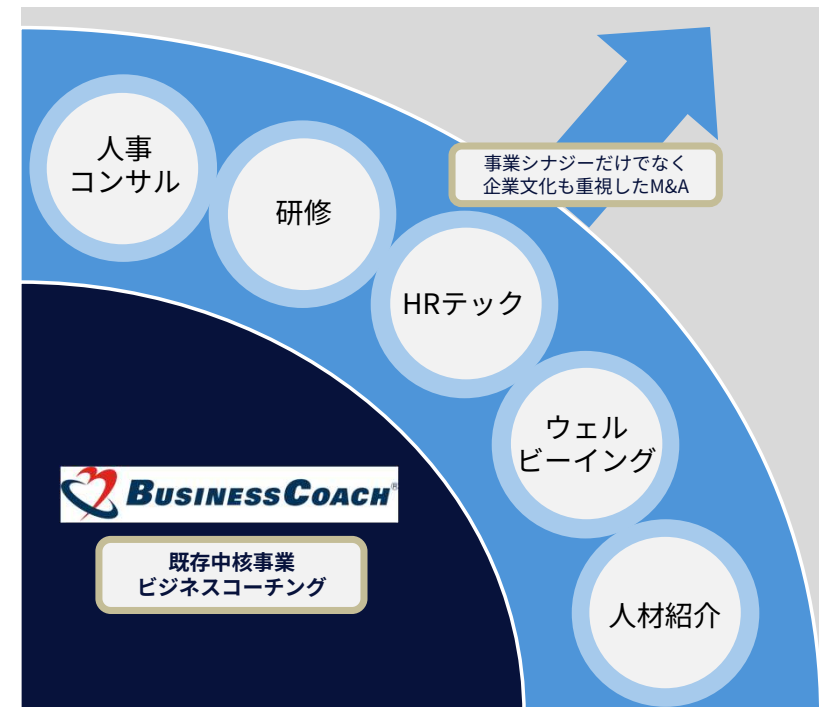 人事
コンサル
研修
事業シナジーだけでなく
企業文化も重視したM&A
HRテック
ウェル
ビーイング
BUSINESSCOACH®
既存中核事業
ビジネスコーチング
人材紹介